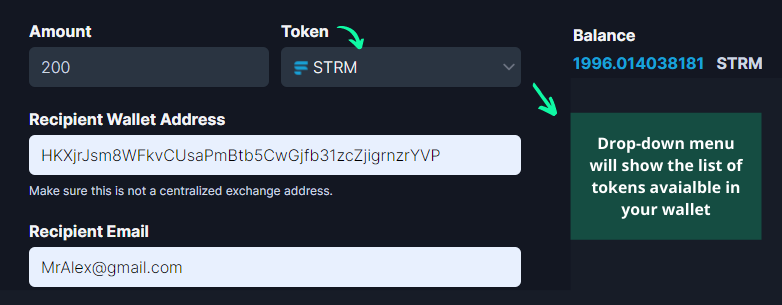 Amount
Token
Balance
200
STRM
1996.014038181 STRM
Recipient Wallet Address
HKXjrJsm8WFkvCUsaPmBtb5CwGjfb31zcZjigrnzrYVP
Make sure this is not a centralized exchange address.
Drop-down menu
will show the list of
tokens avaialble in
your wallet
Recipient Email
MrAlex@gmail.com